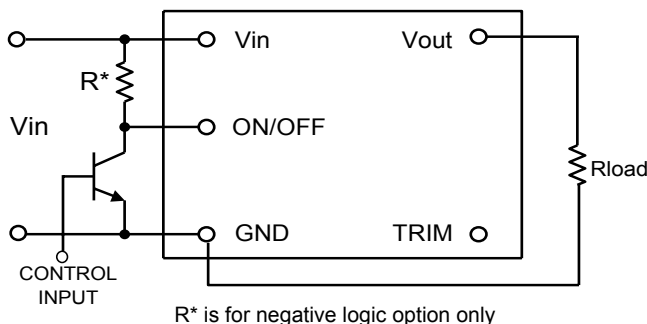 Vin
Vout
R*
Vin
ON/OFF
Rload
GND
TRIM
CONTROL
INPUT
R* is for negative logic option only